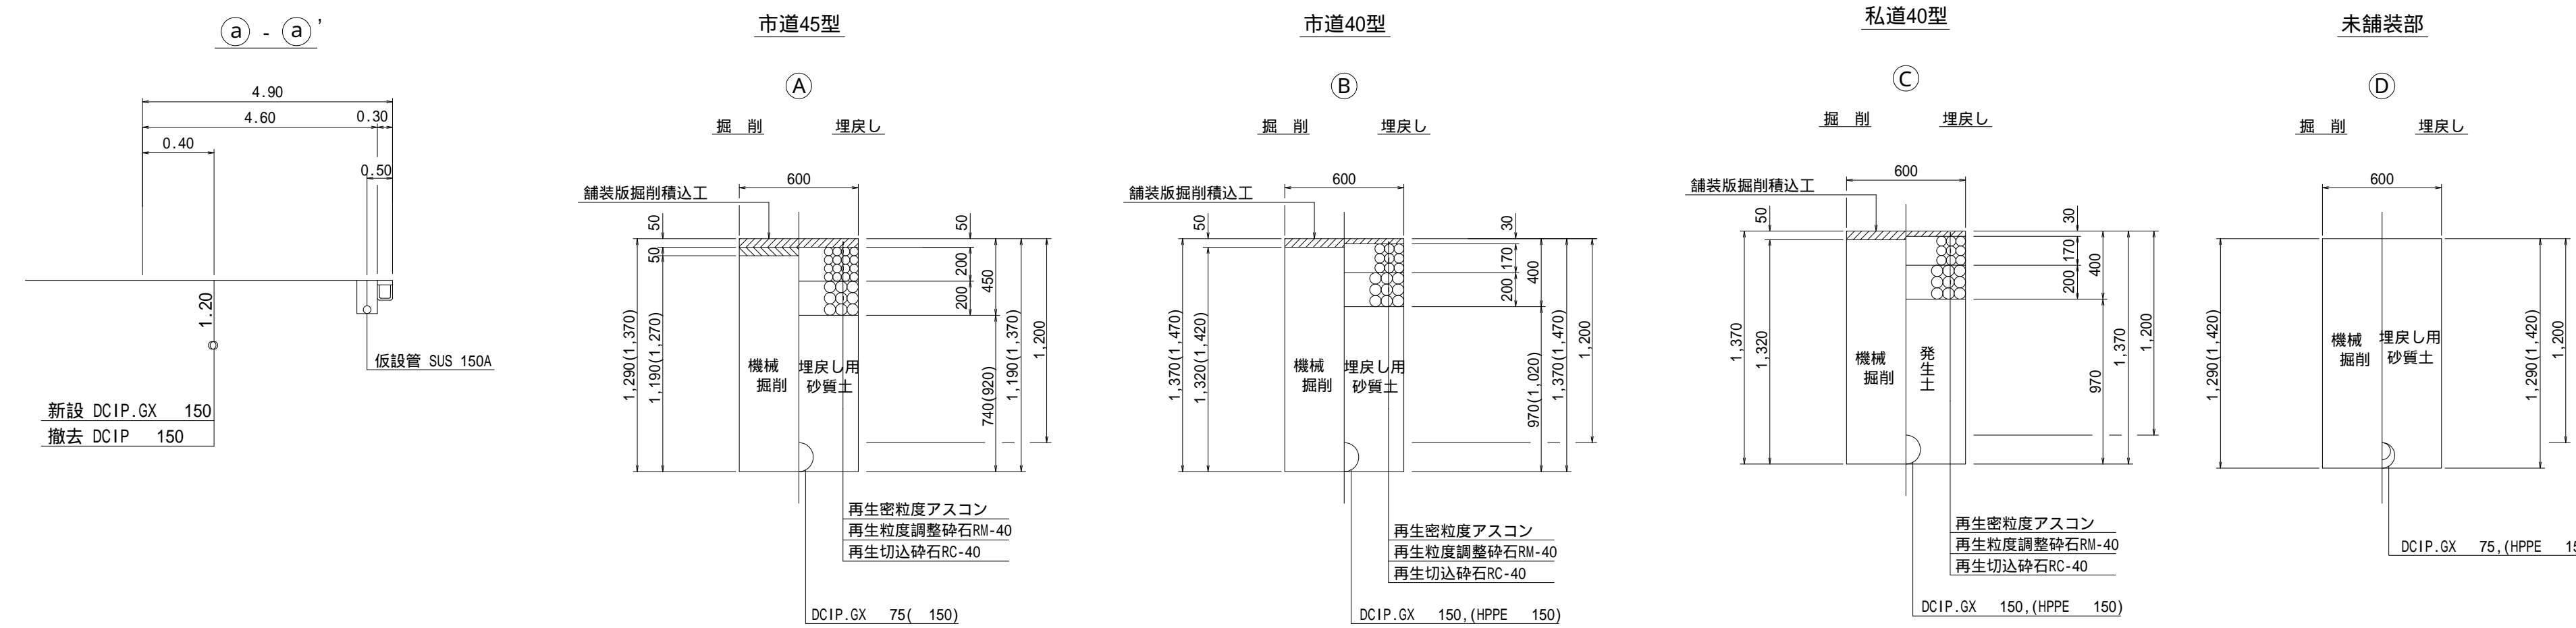 ⓐ - ⓐ'
4.90
4.60
0.30
0.40
0.50
1.20
仮設管 SUS 150A
新設 DCIP.GX 150
撤去 DCIP 150
市道45型
Ⓐ
掘 削
埋戻し
600
舗装版掘削積込工
50
50
50
200
200
450
1,290(1,370)
1,190(1,270)
740(920)
1,190(1,370)
1,200
機械
掘削
埋戻し用
砂質土
再生密粒度アスコン
再生粒度調整砕石RM-40
再生切込砕石RC-40
DCIP.GX 75( 150)
市道40型
Ⓑ
掘 削
埋戻し
600
舗装版掘削積込工
50
30
170
200
400
1,370(1,470)
1,320(1,420)
970(1,020)
1,370(1,470)
1,200
機械
掘削
埋戻し用
砂質土
再生密粒度アスコン
再生粒度調整砕石RM-40
再生切込砕石RC-40
DCIP.GX 150,(HPPE 150)
私道40型
Ⓒ
掘 削
埋戻し
600
舗装版掘削積込工
50
30
170
200
400
1,370
1,320
970
1,370
1,200
機械
掘削
発生土
再生密粒度アスコン
再生粒度調整砕石RM-40
再生切込砕石RC-40
DCIP.GX 150,(HPPE 150)
未舗装部
Ⓓ
掘 削
埋戻し
600
1,290(1,420)
1,290(1,420)
1,200
機械
掘削
埋戻し用
砂質土
DCIP.GX 75,(HPPE